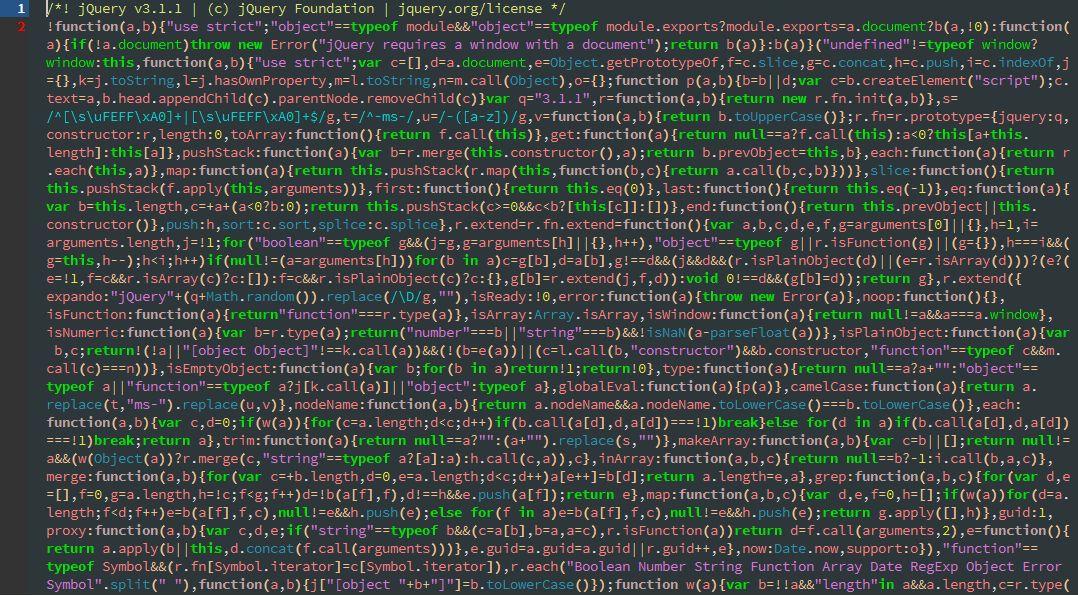 1 /*! jQuery v3.1.1 | (c) jQuery Foundation | jquery.org/license */
2 !function(a,b){"use strict";"object"==typeof module&&"object"==typeof module.exports?module.exports=a.document?b(a,!0):function(
a){if(!a.document)throw new Error("jQuery requires a window with a document");return b(a)}:b(a)}("undefined"!=typeof window?
window:this,function(a,b){"use strict";var c=[],d=a.document,e=Object.getPrototypeOf,f=c.slice,g=c.concat,h=c.push,i=c.indexOf,j
={},k=j.toString,l=j.hasOwnProperty,m=l.toString,n=m.call(Object),o={};function p(a,b){b=b||d;var c=b.createElement("script");c.
text=a,b.head.appendChild(c).parentNode.removeChild(c)}var q="3.1.1",r=function(a,b){return new r.fn.init(a,b)},s=
/^[\s\uFEFF\xA0]+|[\s\uFEFF\xA0]+$/g,t=/^-ms-/,u=/-([a-z])/g,v=function(a,b){return b.toUpperCase()};r.fn=r.prototype={jquery:q,
constructor:r,length:0,toArray:function(){return f.call(this)},get:function(a){return null==a?f.call(this):a<0?this[a+this.
length]:this[a]},pushStack:function(a){var b=r.merge(this.constructor(),a);return b.prevObject=this,b},each:function(a){return r
.each(this,a)},map:function(a){return this.pushStack(r.map(this,function(b,c){return a.call(b,c,b)}))},slice:function(){return
this.pushStack(f.apply(this,arguments))},first:function(){return this.eq(0)},last:function(){return this.eq(-1)},eq:function(a){
var b=this.length,c=+a+(a<0?b:0);return this.pushStack(c>=0&&c<b?[this[c]]:[])},end:function(){return this.prevObject||this.
constructor()},push:h,sort:c.sort,splice:c.splice},r.extend=r.fn.extend=function(){var a,b,c,d,e,f,g=arguments[0]||{},h=1,i=
arguments.length,j=!1;for("boolean"==typeof g&&(j=g,g=arguments[h]||{},h++),"object"==typeof g||r.isFunction(g)||(g={}),h===i&&(
g=this,h--);h<i;h++)if(null!=(a=arguments[h]))for(b in a)c=g[b],d=a[b],g!==d&&(j&&d&&(r.isPlainObject(d)||(e=r.isArray(d)))?(e?(
e=!1,f=c&&r.isArray(c)?c:[]):f=c&&r.isPlainObject(c)?c:{},g[b]=r.extend(j,f,d)):void 0!==d&&(g[b]=d));return g},r.extend({
expando:"jQuery"+(q+Math.random()).replace(/\D/g,""),isReady:!0,error:function(a){throw new Error(a)},noop:function(){},
isFunction:function(a){return"function"===r.type(a)},isArray:Array.isArray,isWindow:function(a){return null!=a&&a===a.window},
isNumeric:function(a){var b=r.type(a);return("number"===b||"string"===b)&&!isNaN(a-parseFloat(a))},isPlainObject:function(a){var
b,c;return!(!a||"[object Object]"!==k.call(a))&&(!(b=e(a))||(c=l.call(b,"constructor")&&b.constructor,"function"==typeof c&&m.
call(c)===n))},isEmptyObject:function(a){var b;for(b in a)return!1;return!0},type:function(a){return null==a?a+"":"object"==
typeof a||"function"==typeof a?j[k.call(a)]||"object":typeof a},globalEval:function(a){p(a)},camelCase:function(a){return a.
replace(t,"ms-").replace(u,v)},nodeName:function(a,b){return a.nodeName&&a.nodeName.toLowerCase()===b.toLowerCase()},each:
function(a,b){var c,d=0;if(w(a)){for(c=a.length;d<c;d++)if(b.call(a[d],d,a[d])===!1)break}else for(d in a)if(b.call(a[d],d,a[d])
===!1)break;return a},trim:function(a){return null==a?"":(a+"").replace(s,"")},makeArray:function(a,b){var c=b||[];return null!=
a&&(w(Object(a))?r.merge(c,"string"==typeof a?[a]:a):h.call(c,a)),c},inArray:function(a,b,c){return null==b?-1:i.call(b,a,c)},
merge:function(a,b){for(var c=+b.length,d=0,e=a.length;d<c;d++)a[e++]=b[d];return a.length=e,a},grep:function(a,b,c){for(var d,e
=[],f=0,g=a.length,h=!c;f<g;f++)d=!b(a[f],f),d!==h&&e.push(a[f]);return e},map:function(a,b,c){var d,e,f=0,h=[];if(w(a))for(d=a.
length;f<d;f++)e=b(a[f],f,c),null!=e&&h.push(e);else for(f in a)e=b(a[f],f,c),null!=e&&h.push(e);return g.apply([],h)},guid:1,
proxy:function(a,b){var c,d,e;if("string"==typeof b&&(c=a[b],b=a,a=c),r.isFunction(a))return d=f.call(arguments,2),e=function(){
return a.apply(b||this,d.concat(f.call(arguments)))},e.guid=a.guid=a.guid||r.guid++,e},now:Date.now,support:o}),"function"==
typeof Symbol&&(r.fn[Symbol.iterator]=c[Symbol.iterator]),r.each("Boolean Number String Function Array Date RegExp Object Error
Symbol".split(" "),function(a,b){j["[object "+b+"]"]=b.toLowerCase()});function w(a){var b=!!a&&"length"in a&&a.length,c=r.type(